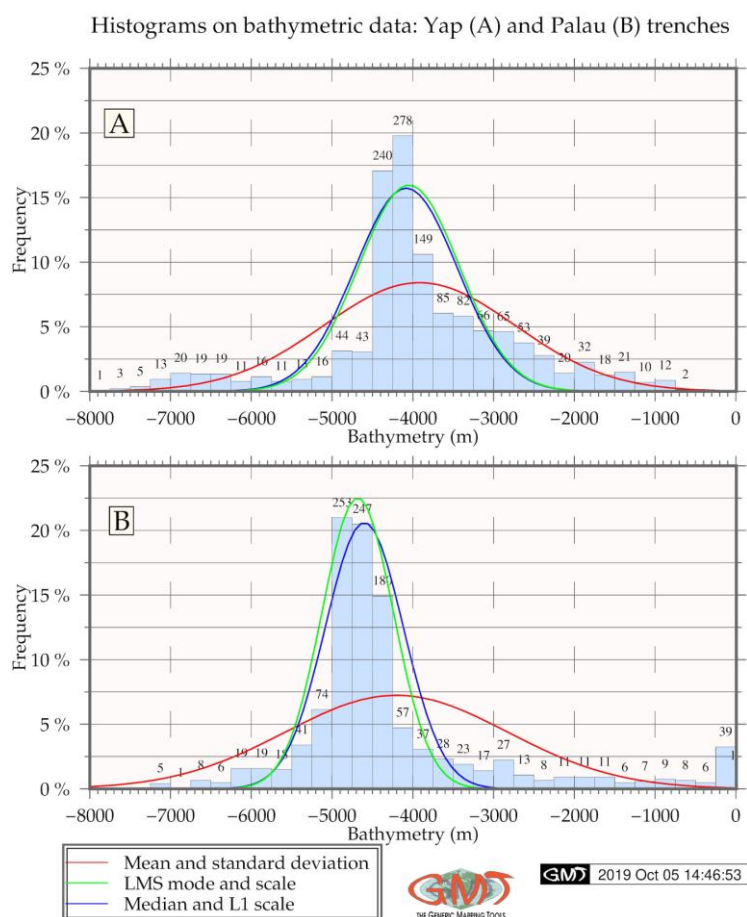 Histograms on bathymetric data: Yap (A) and Palau (B) trenches
25 %
20 %
15 %
10 %
5 %
0 %
Frequency
A
1 3 5 13 20 19 19 11 16 11 16 44 43 240 278 149 85 82 66 65 53 39 20 32 18 21 10 12 2
−8000 −7000 −6000 −5000 −4000 −3000 −2000 −1000 0
Bathymetry (m)
25 %
20 %
15 %
10 %
5 %
0 %
Frequency
B
5 1 8 6 19 19 41 74 253 247 57 37 28 23 17 27 13 8 11 11 11 6 7 9 8 6 39 1
−8000 −7000 −6000 −5000 −4000 −3000 −2000 −1000 0
Bathymetry (m)
Mean and standard deviation
LMS mode and scale
Median and L1 scale
GMT
THE GENERIC MAPPING TOOLS
GMT 2019 Oct 05 14:46:53